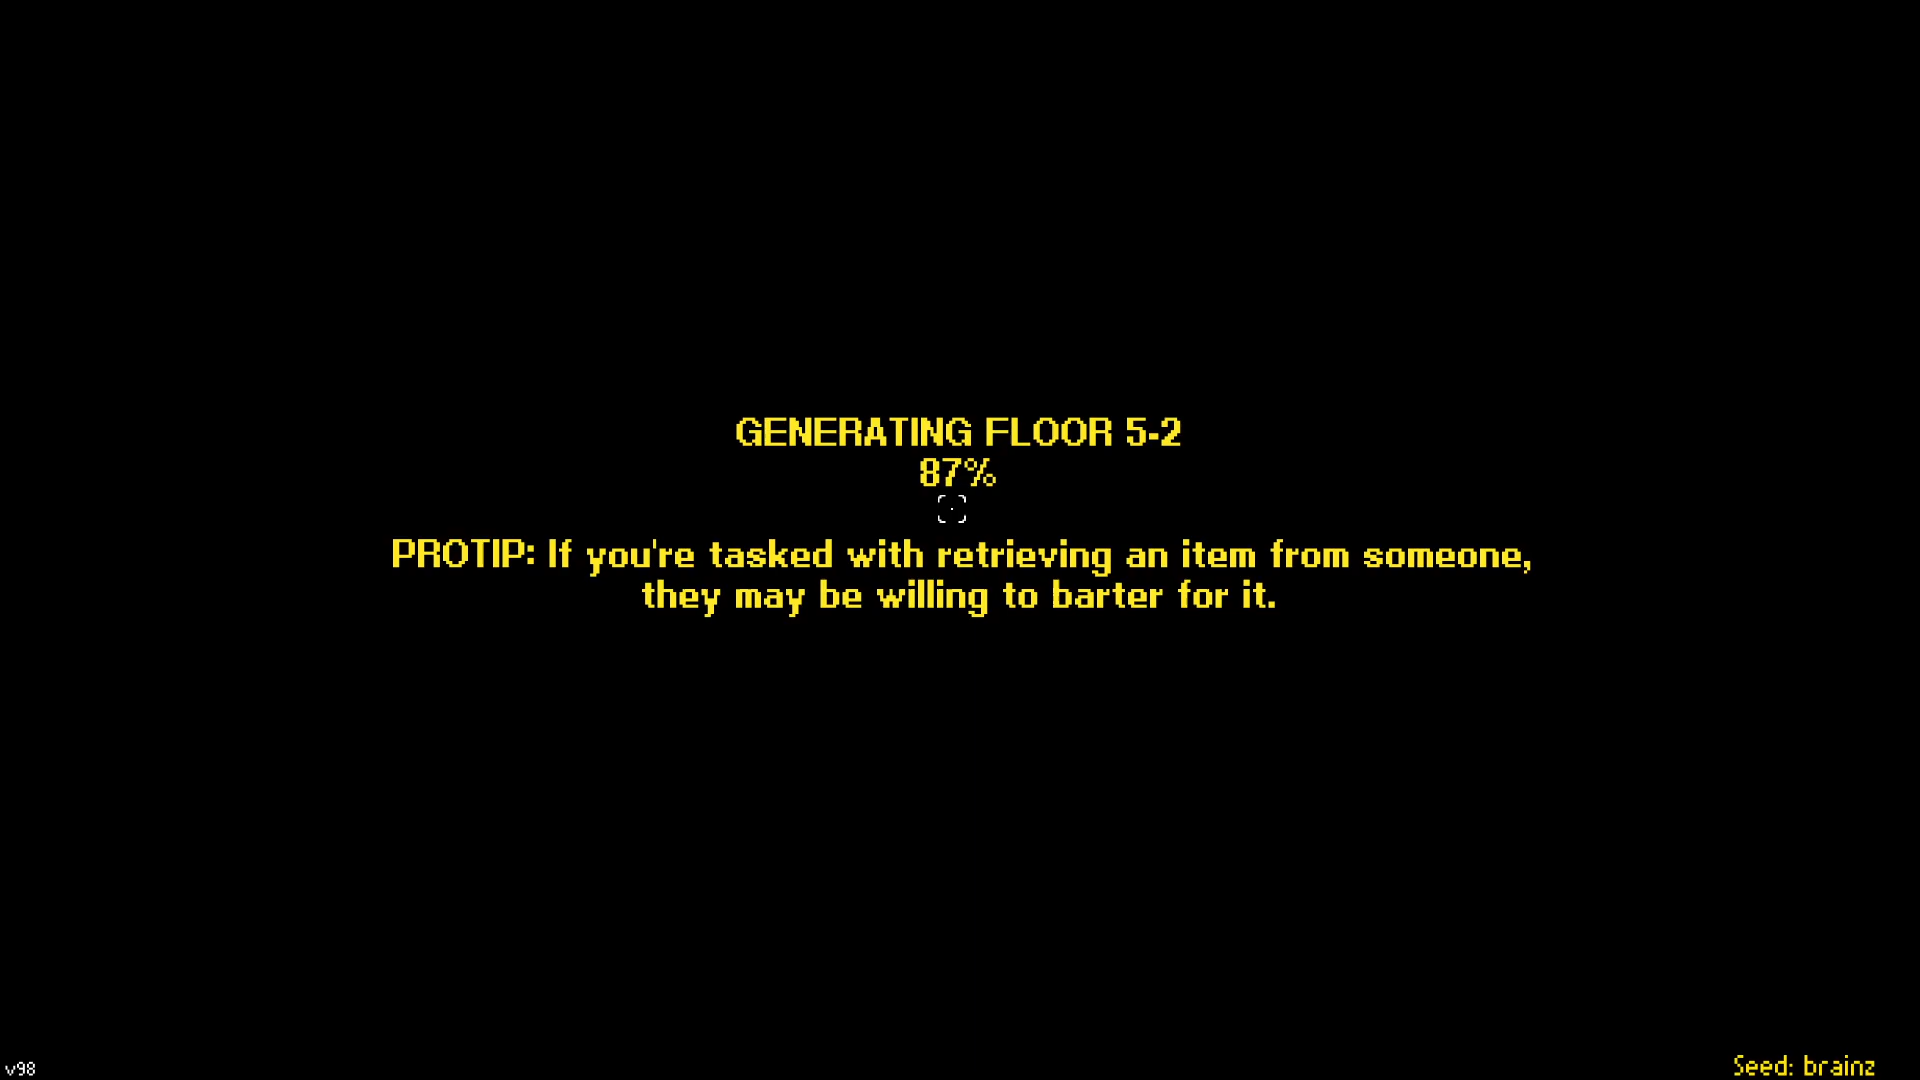 GENERATING FLOOR 5-2
87%
PROTIP: If you're tasked with retrieving an item from someone,
they may be willing to barter for it.
v98
Seed: brainz